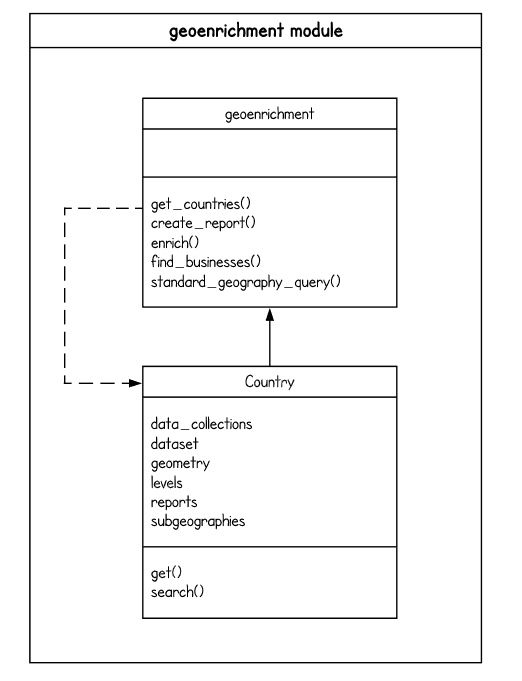 geoenrichment module
geoenrichment
get_countries()
create_report()
enrich()
find_businesses()
standard_geography_query()
Country
data_collections
dataset
geometry
levels
reports
subgeographies
get()
search()